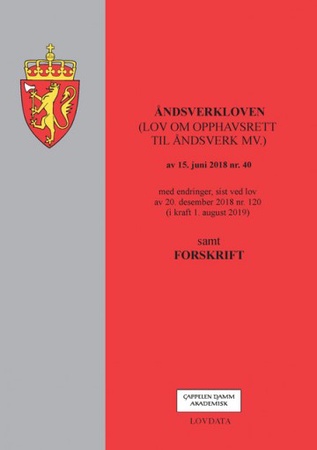 ÅNDSVERKLOVEN
(LOV OM OPPHAVSRETT
TIL ÅNDSVERK MV.)
av 15. juni 2018 nr. 40
med endringer, sist ved lov
av 20. desember 2018 nr. 120
(i kraft 1. august 2019)
samt
FORSKRIFT
CAPPELEN DAMM
AKADEMISK
LOVDATA